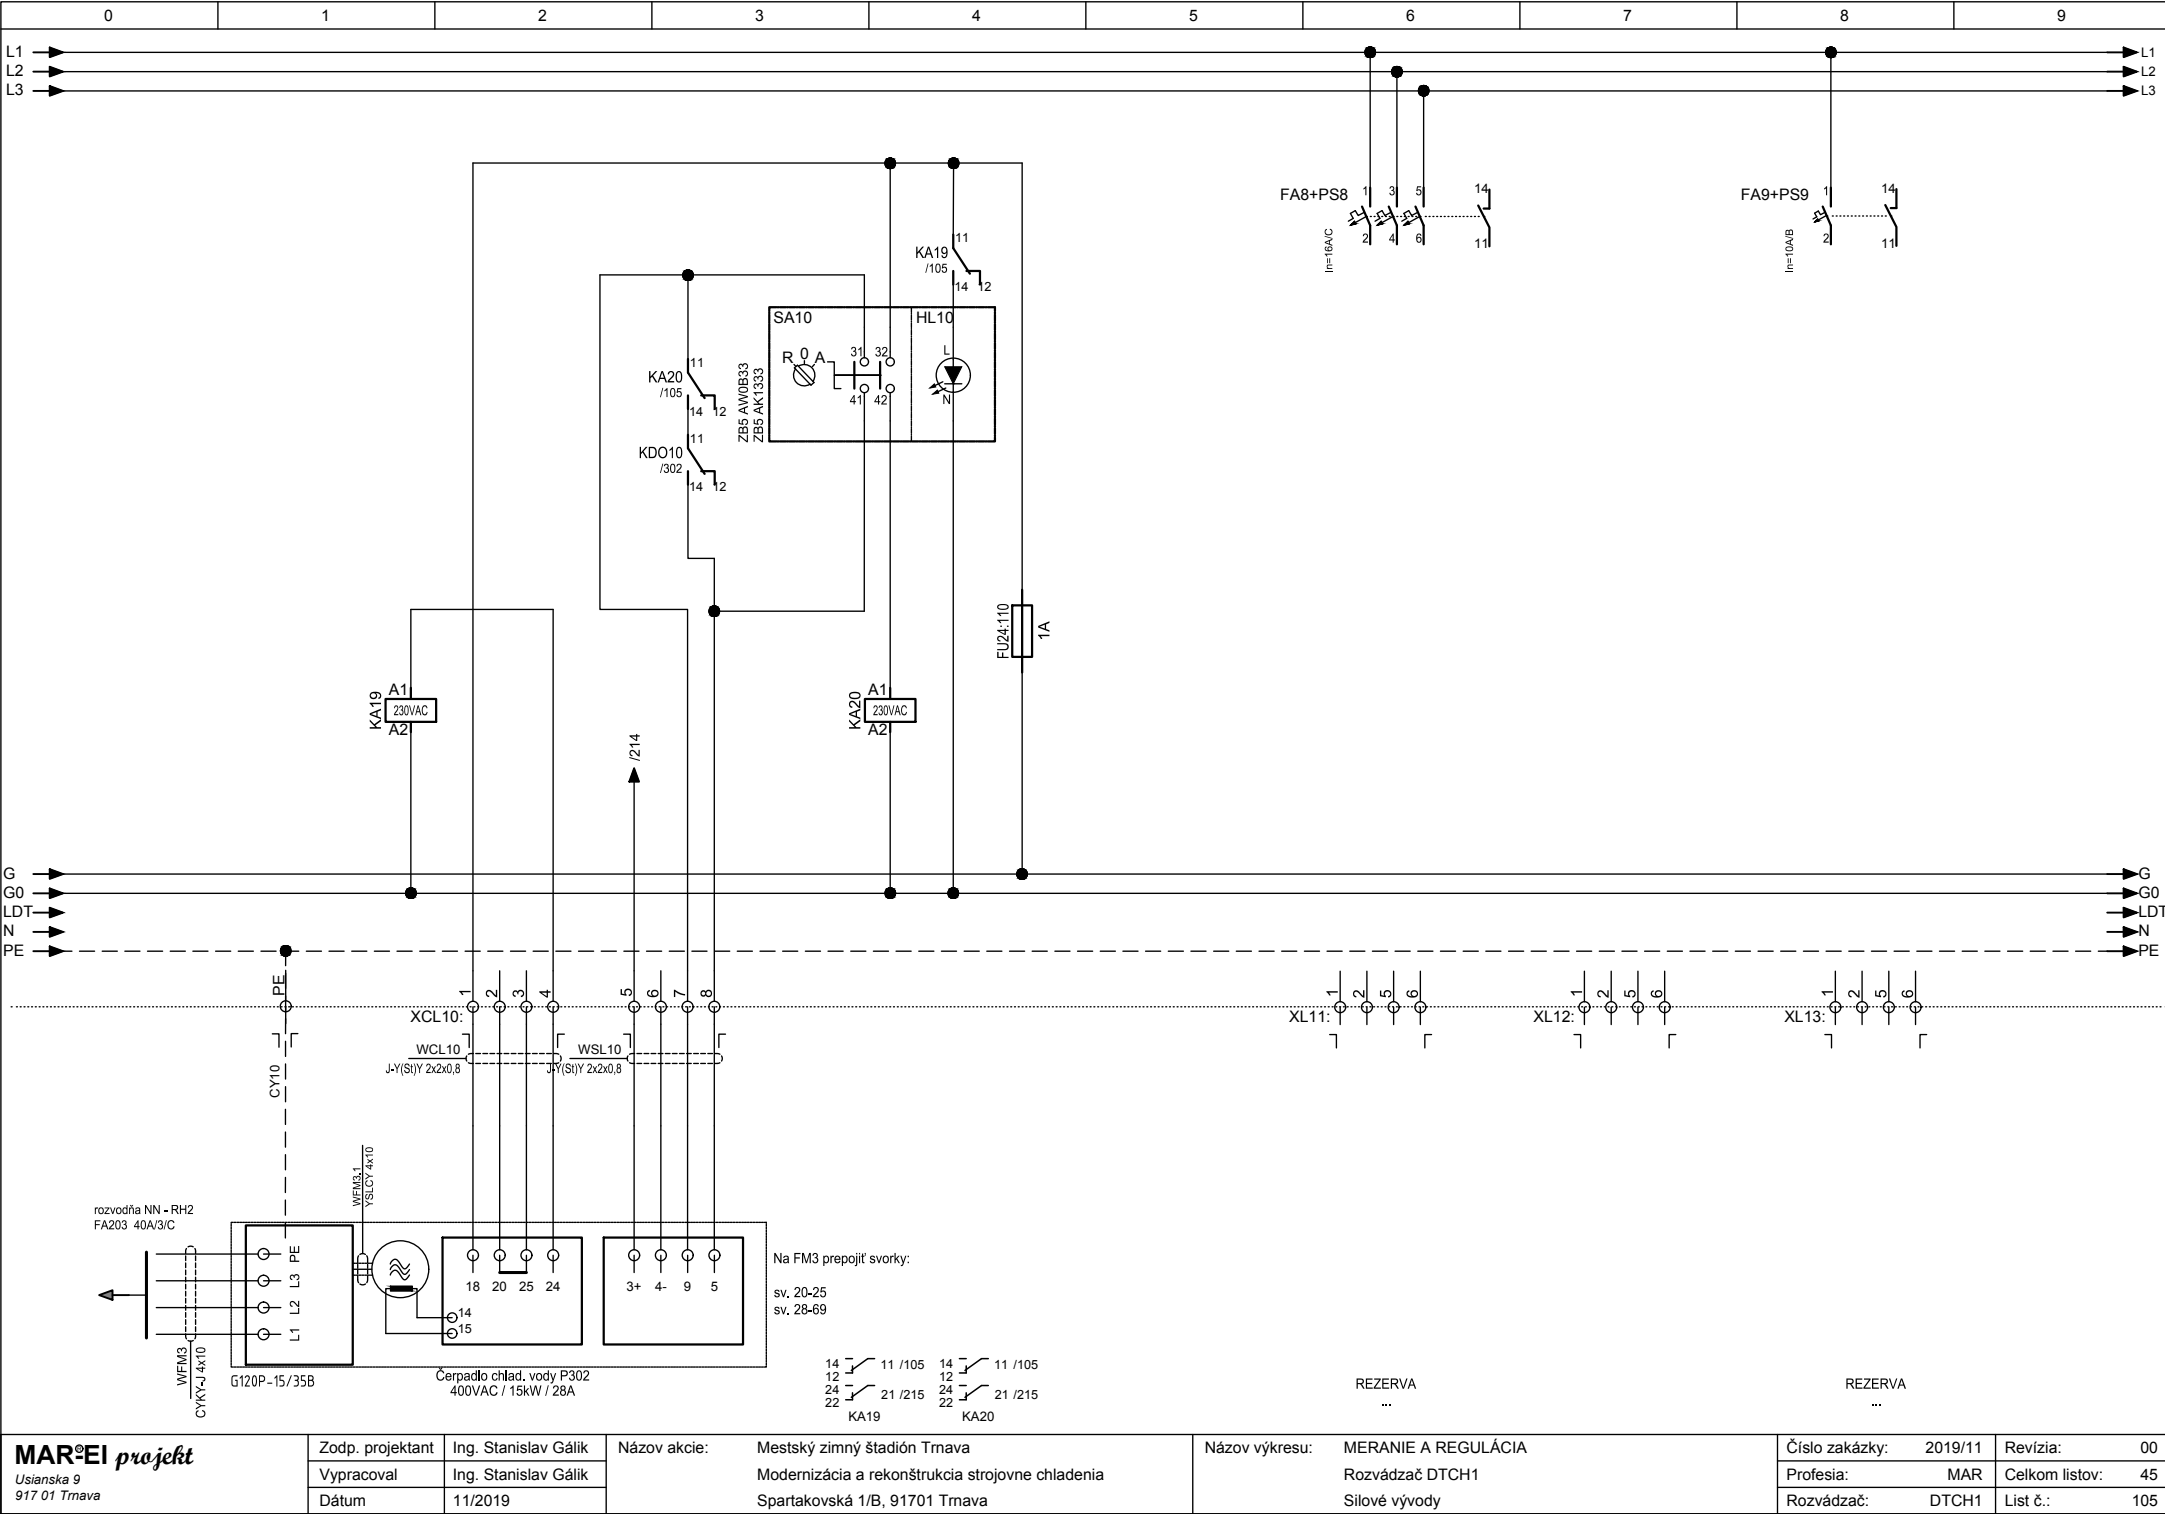 0 1 2 3 4 5 6 7 8 9
L1 L1
L2 L2
L3 L3
FA8+PS8 1 3 5 14
2 4 6 11
In=16A/C
FA9+PS9 1 14
2 11
In=10A/B
KA19 11
/105
14 12
SA10 HL10
R 0 A 31 32 L
41 42 N
ZB5 AW0B33
ZB5 AK1333
KA20 11
/105
14 12
KDO10 11
/302
14 12
FU24:110
1A
KA19 A1
230VAC
A2
KA20 A1
230VAC
A2
/214
G G
G0 G0
LDT LDT
N N
PE PE
PE 1 2 3 4 5 6 7 8
XCL10:
XL11: 1 2 5 6
XL12: 1 2 5 6
XL13: 1 2 5 6
WCL10
J-Y(St)Y 2x2x0,8
WSL10
J-Y(St)Y 2x2x0,8
CY10
WFM3.1
YSLCY 4x10
rozvodňa NN - RH2
FA203 40A/3/C
PE
L3
L2
L1
18 20 25 24
14
15
3+ 4- 9 5
Na FM3 prepojiť svorky:
sv. 20-25
sv. 28-69
WFM3
CYKY-J 4x10
G120P-15/35B
Čerpadlo chlad. vody P302
400VAC / 15kW / 28A
14 11 /105 14 11 /105
12 12
24 21 /215 24 21 /215
22 22
KA19 KA20
REZERVA
...
REZERVA
...
MAR®EI projekt
Usianska 9
917 01 Trnava
Zodp. projektant Ing. Stanislav Gálik
Vypracoval Ing. Stanislav Gálik
Dátum 11/2019
Názov akcie: Mestský zimný štadión Trnava
Modernizácia a rekonštrukcia strojovne chladenia
Spartakovská 1/B, 91701 Trnava
Názov výkresu: MERANIE A REGULÁCIA
Rozvádzač DTCH1
Silové vývody
Číslo zakázky: 2019/11 Revízia: 00
Profesia: MAR Celkom listov: 45
Rozvádzač: DTCH1 List č.: 105